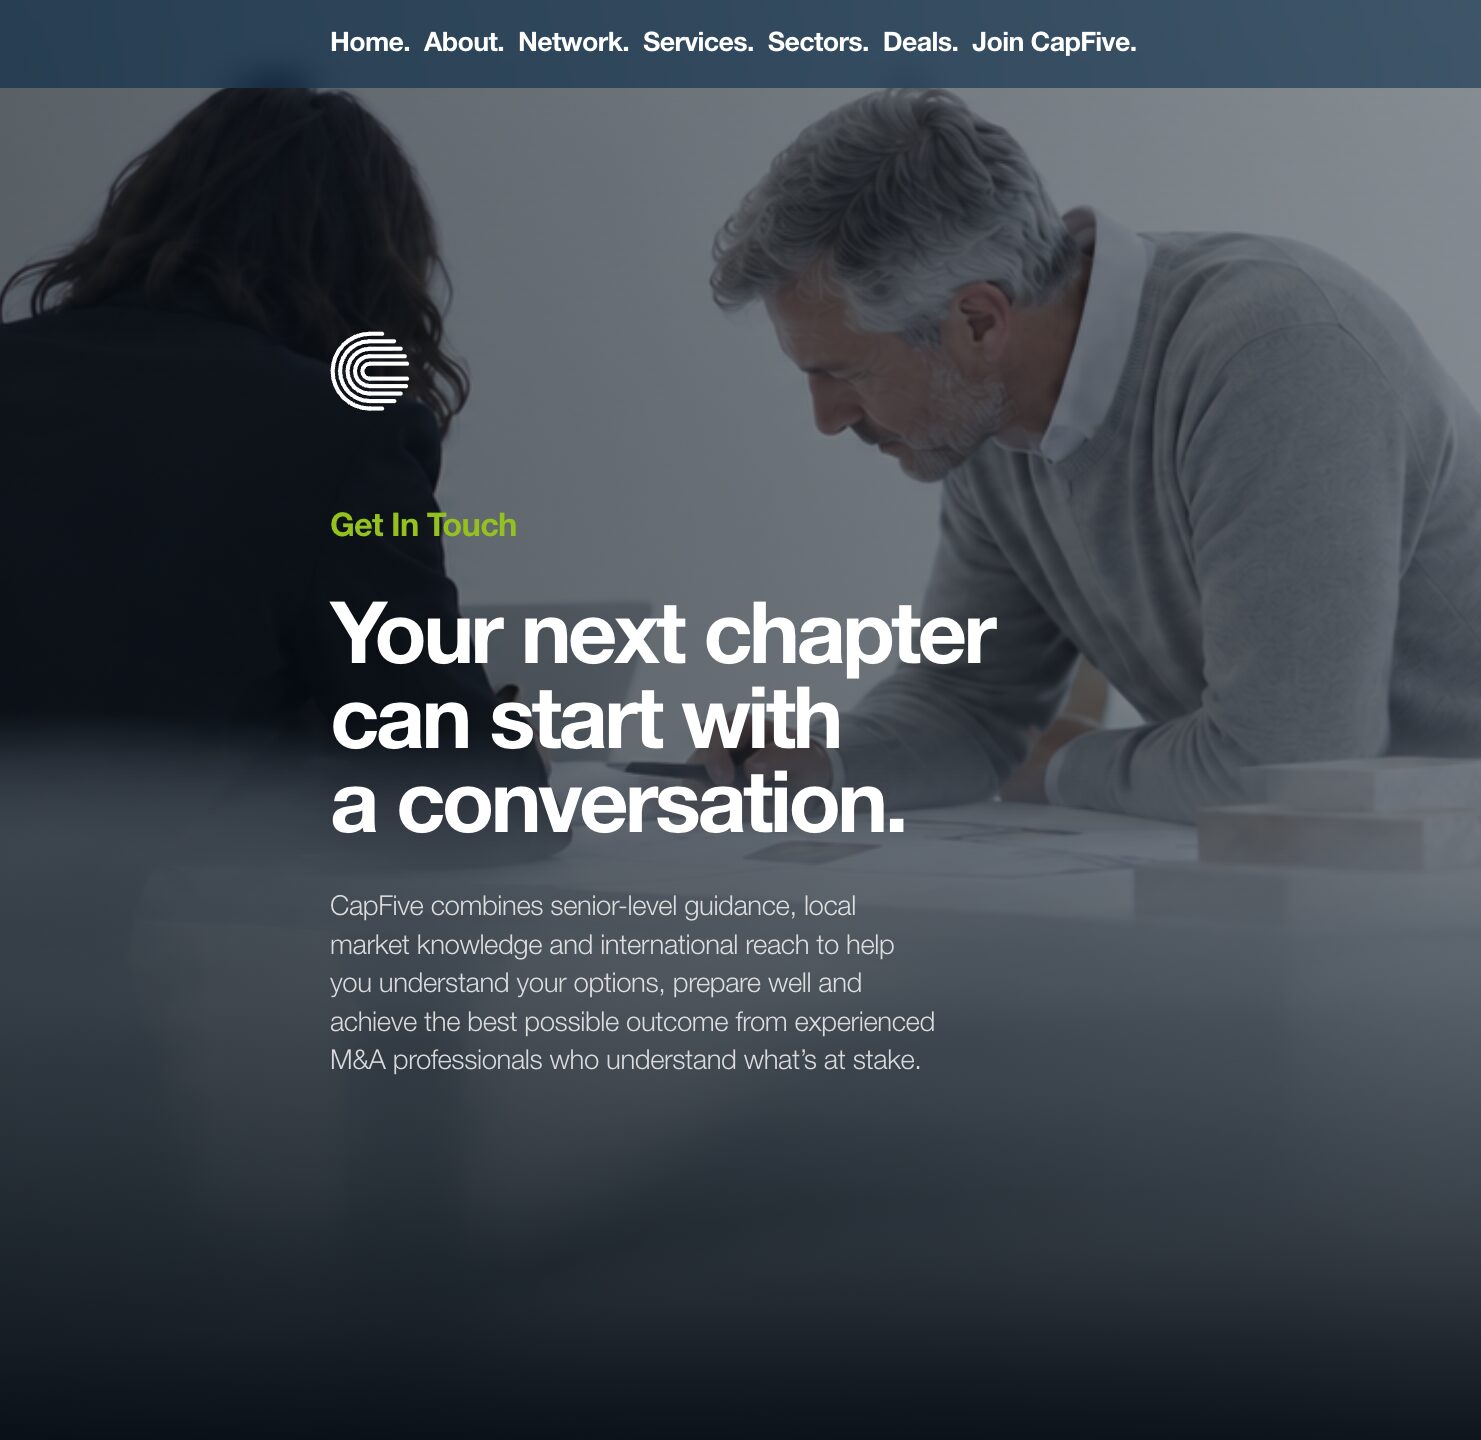 Home. About. Network. Services. Sectors. Deals. Join CapFive.
Get In Touch
Your next chapter
can start with
a conversation.
CapFive combines senior-level guidance, local
market knowledge and international reach to help
you understand your options, prepare well and
achieve the best possible outcome from experienced
M&A professionals who understand what’s at stake.